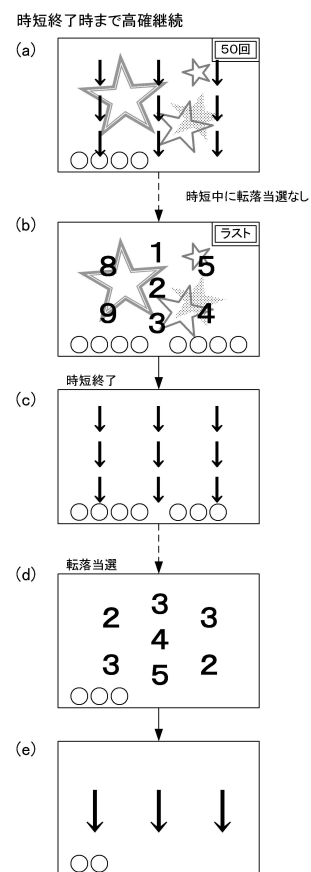 時短終了時まで高確継続
(a)
50回
時短中に転落当選なし
(b)
ラスト
8 1 5
2
9 3 4
時短終了
(c)
転落当選
(d)
2 3 3
4
3 5 2
(e)